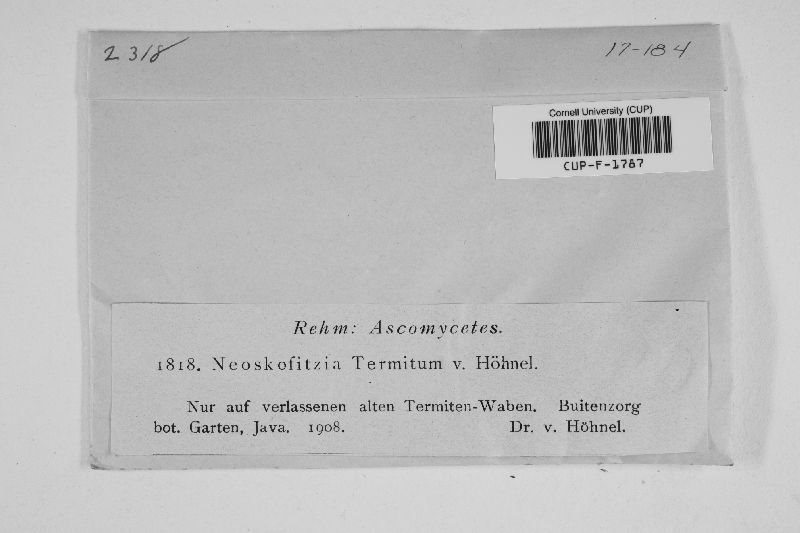 2318
17-184
Cornell University (CUP)
CUP-F-1787
Rehm: Ascomycetes.
1818. Neoskofitzia Termitum v. Höhnel.
Nur auf verlassenen alten Termiten-Waben. Buitenzorg
bot. Garten, Java. 1908. Dr. v. Höhnel.